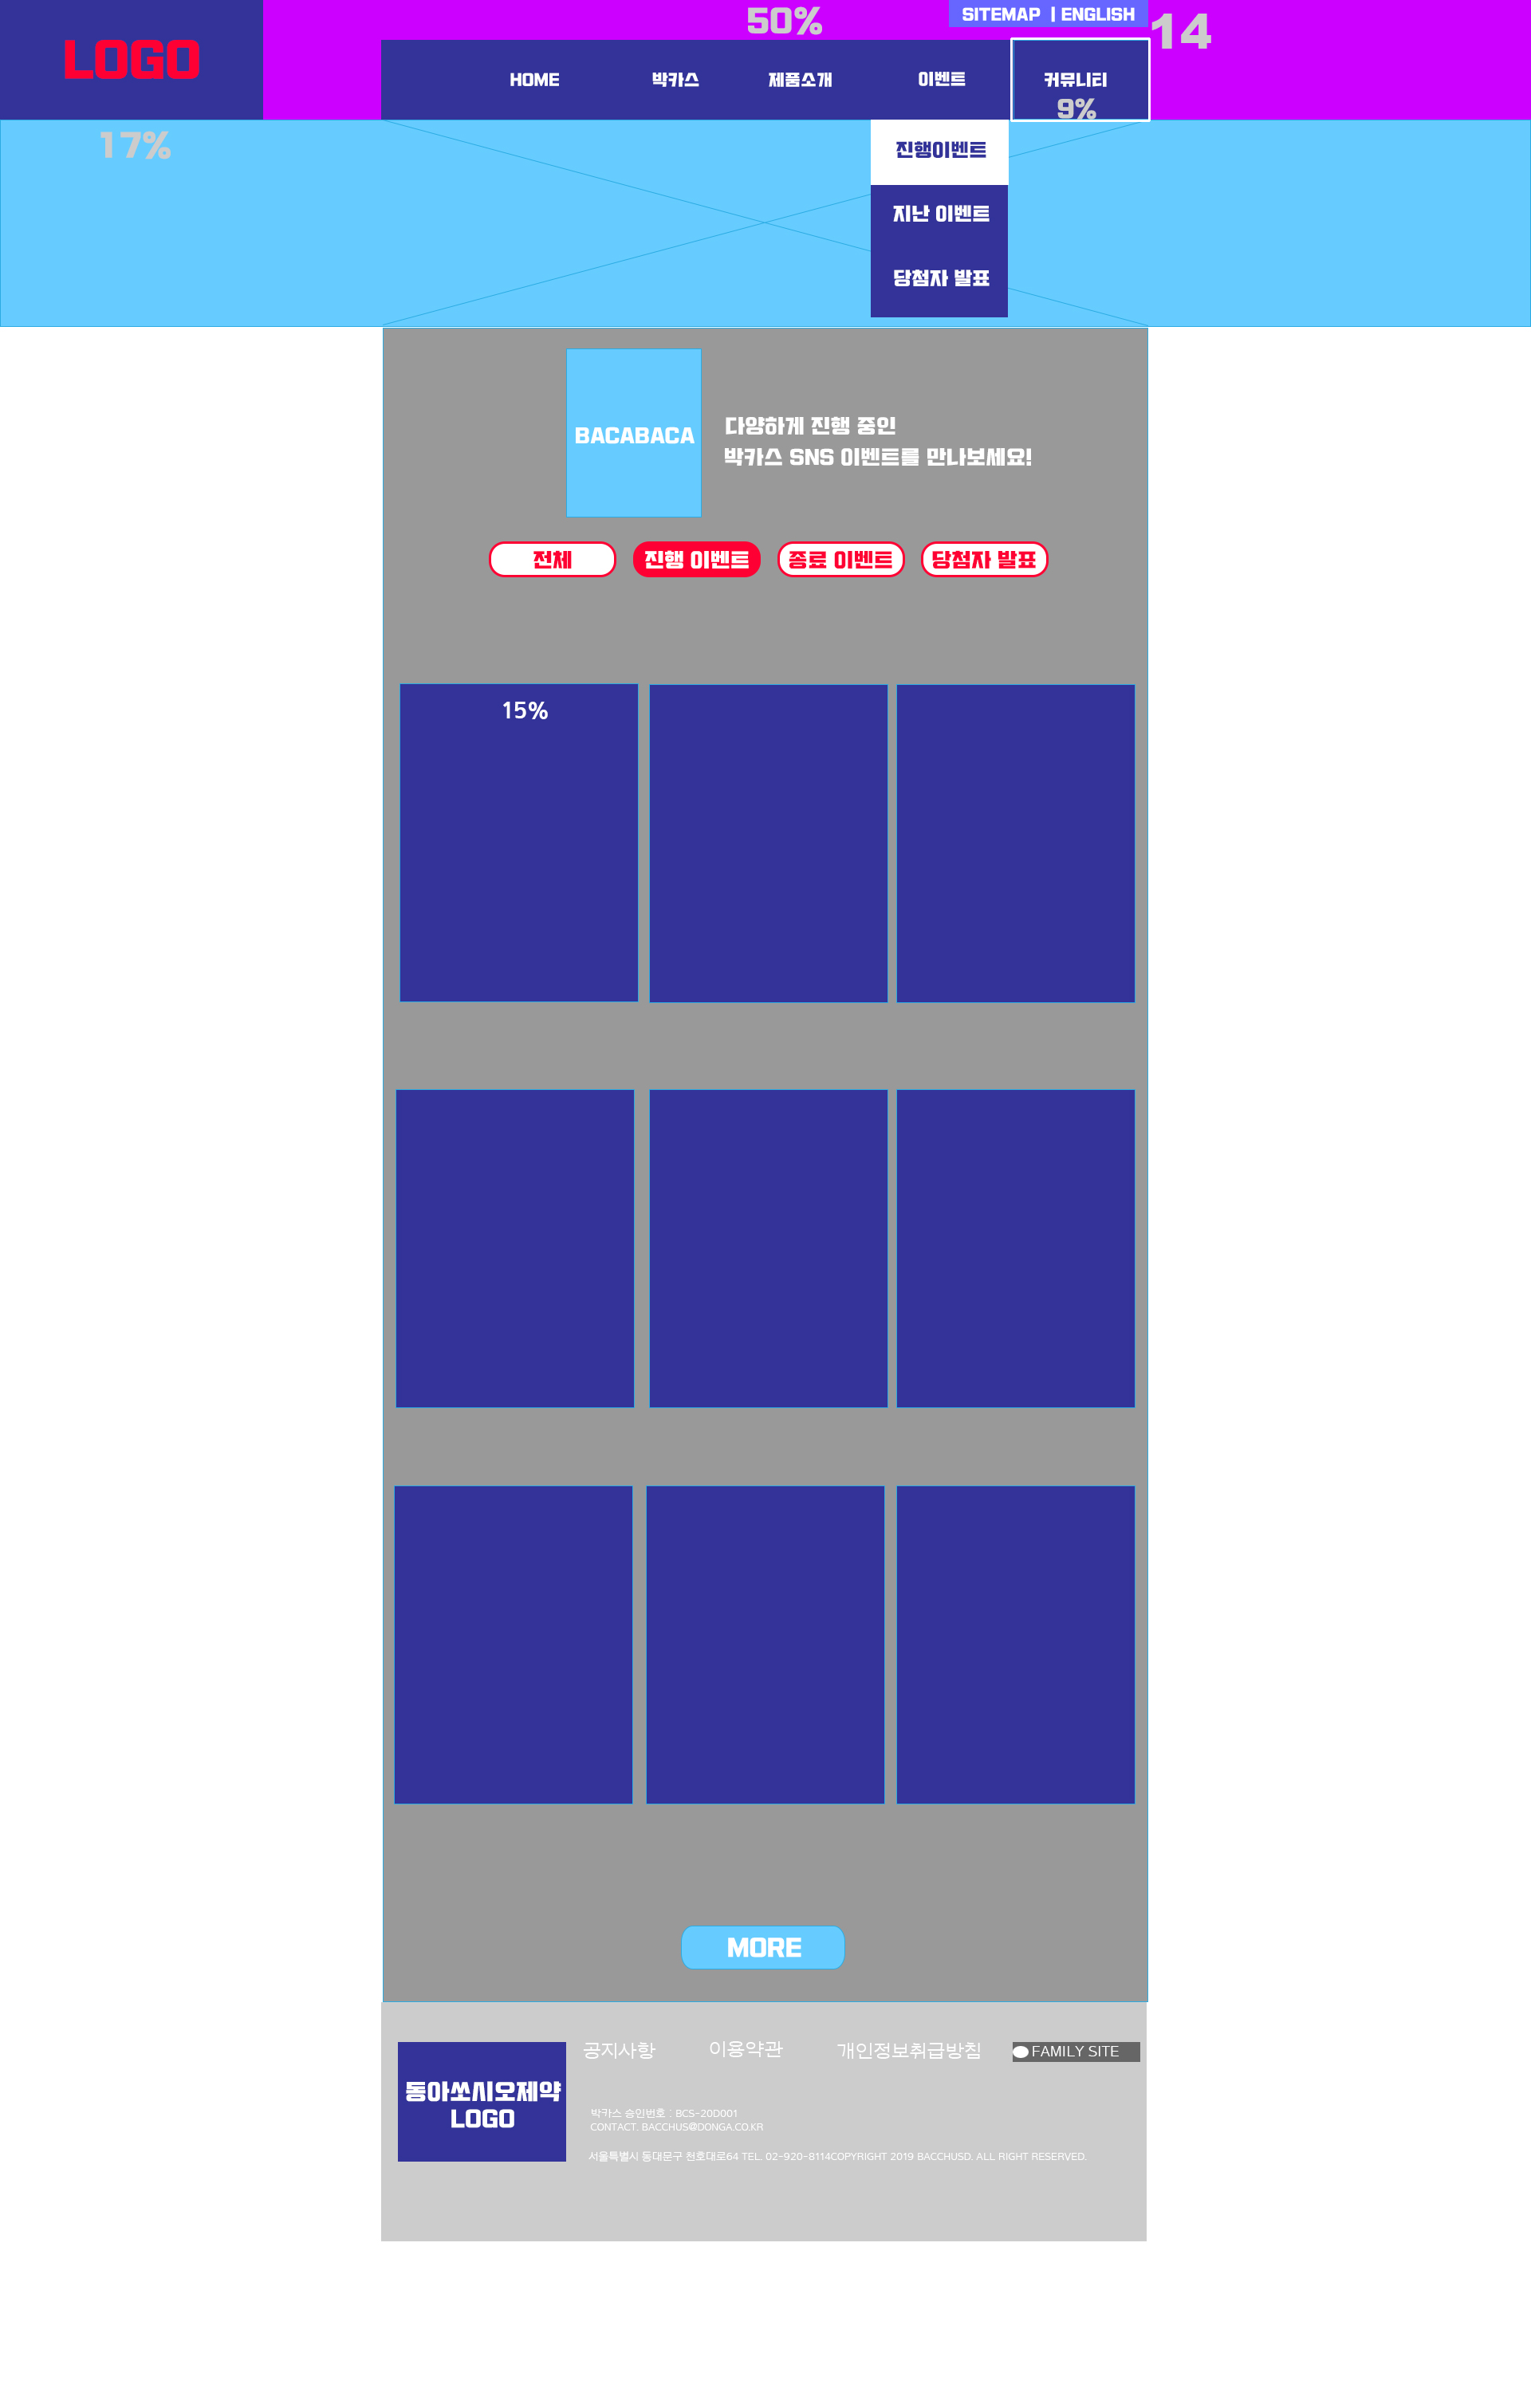 50%
SITEMAP | ENGLISH
14
LOGO
HOME
박카스
제품소개
이벤트
커뮤니티
9%
17%
진행이벤트
지난 이벤트
당첨자 발표
BACABACA
다양하게 진행 중인
박카스 SNS 이벤트를 만나보세요!
전체
진행 이벤트
종료 이벤트
당첨자 발표
15%
MORE
공지사항
이용약관
개인정보취급방침
FAMILY SITE
동아쏘시오제약
LOGO
박카스 승인번호 : BCS-20D001
CONTACT. BACCHUS@DONGA.CO.KR
서울특별시 동대문구 천호대로64 TEL. 02-920-8114COPYRIGHT 2019 BACCHUSD. ALL RIGHT RESERVED.